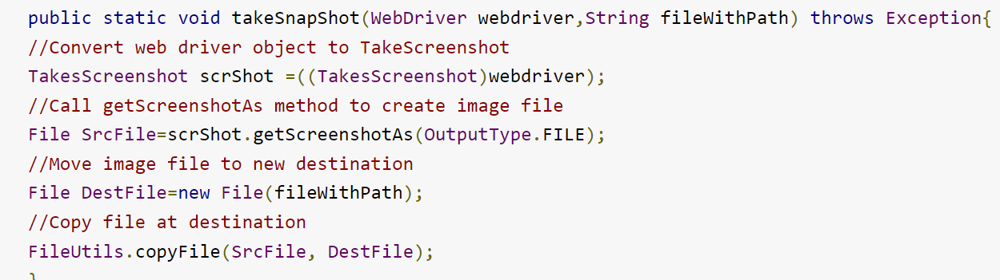 public static void takeSnapShot(WebDriver webdriver,String fileWithPath) throws Exception{
//Convert web driver object to TakeScreenshot
TakesScreenshot scrShot =((TakesScreenshot)webdriver);
//Call getScreenshotAs method to create image file
File SrcFile=scrShot.getScreenshotAs(OutputType.FILE);
//Move image file to new destination
File DestFile=new File(fileWithPath);
//Copy file at destination
FileUtils.copyFile(SrcFile, DestFile);
}